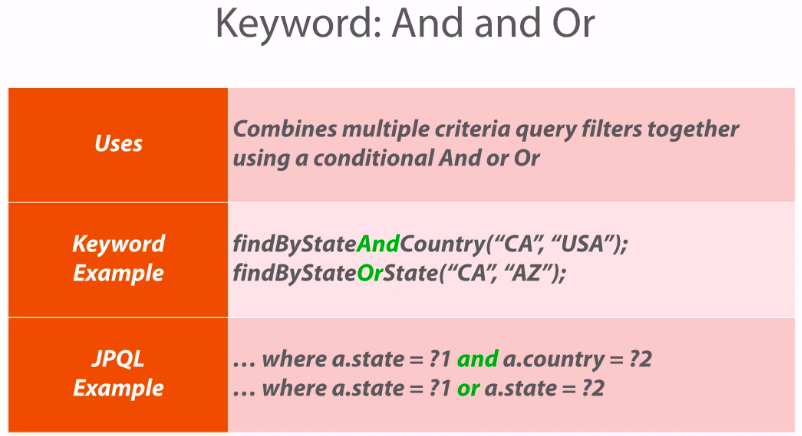 Keyword: And and Or
Uses
Combines multiple criteria query filters together
using a conditional And or Or
Keyword
Example
findByStateAndCountry(“CA”, “USA”);
findByStateOrState(“CA”, “AZ”);
JPQL
Example
… where a.state = ?1 and a.country = ?2
… where a.state = ?1 or a.state = ?2